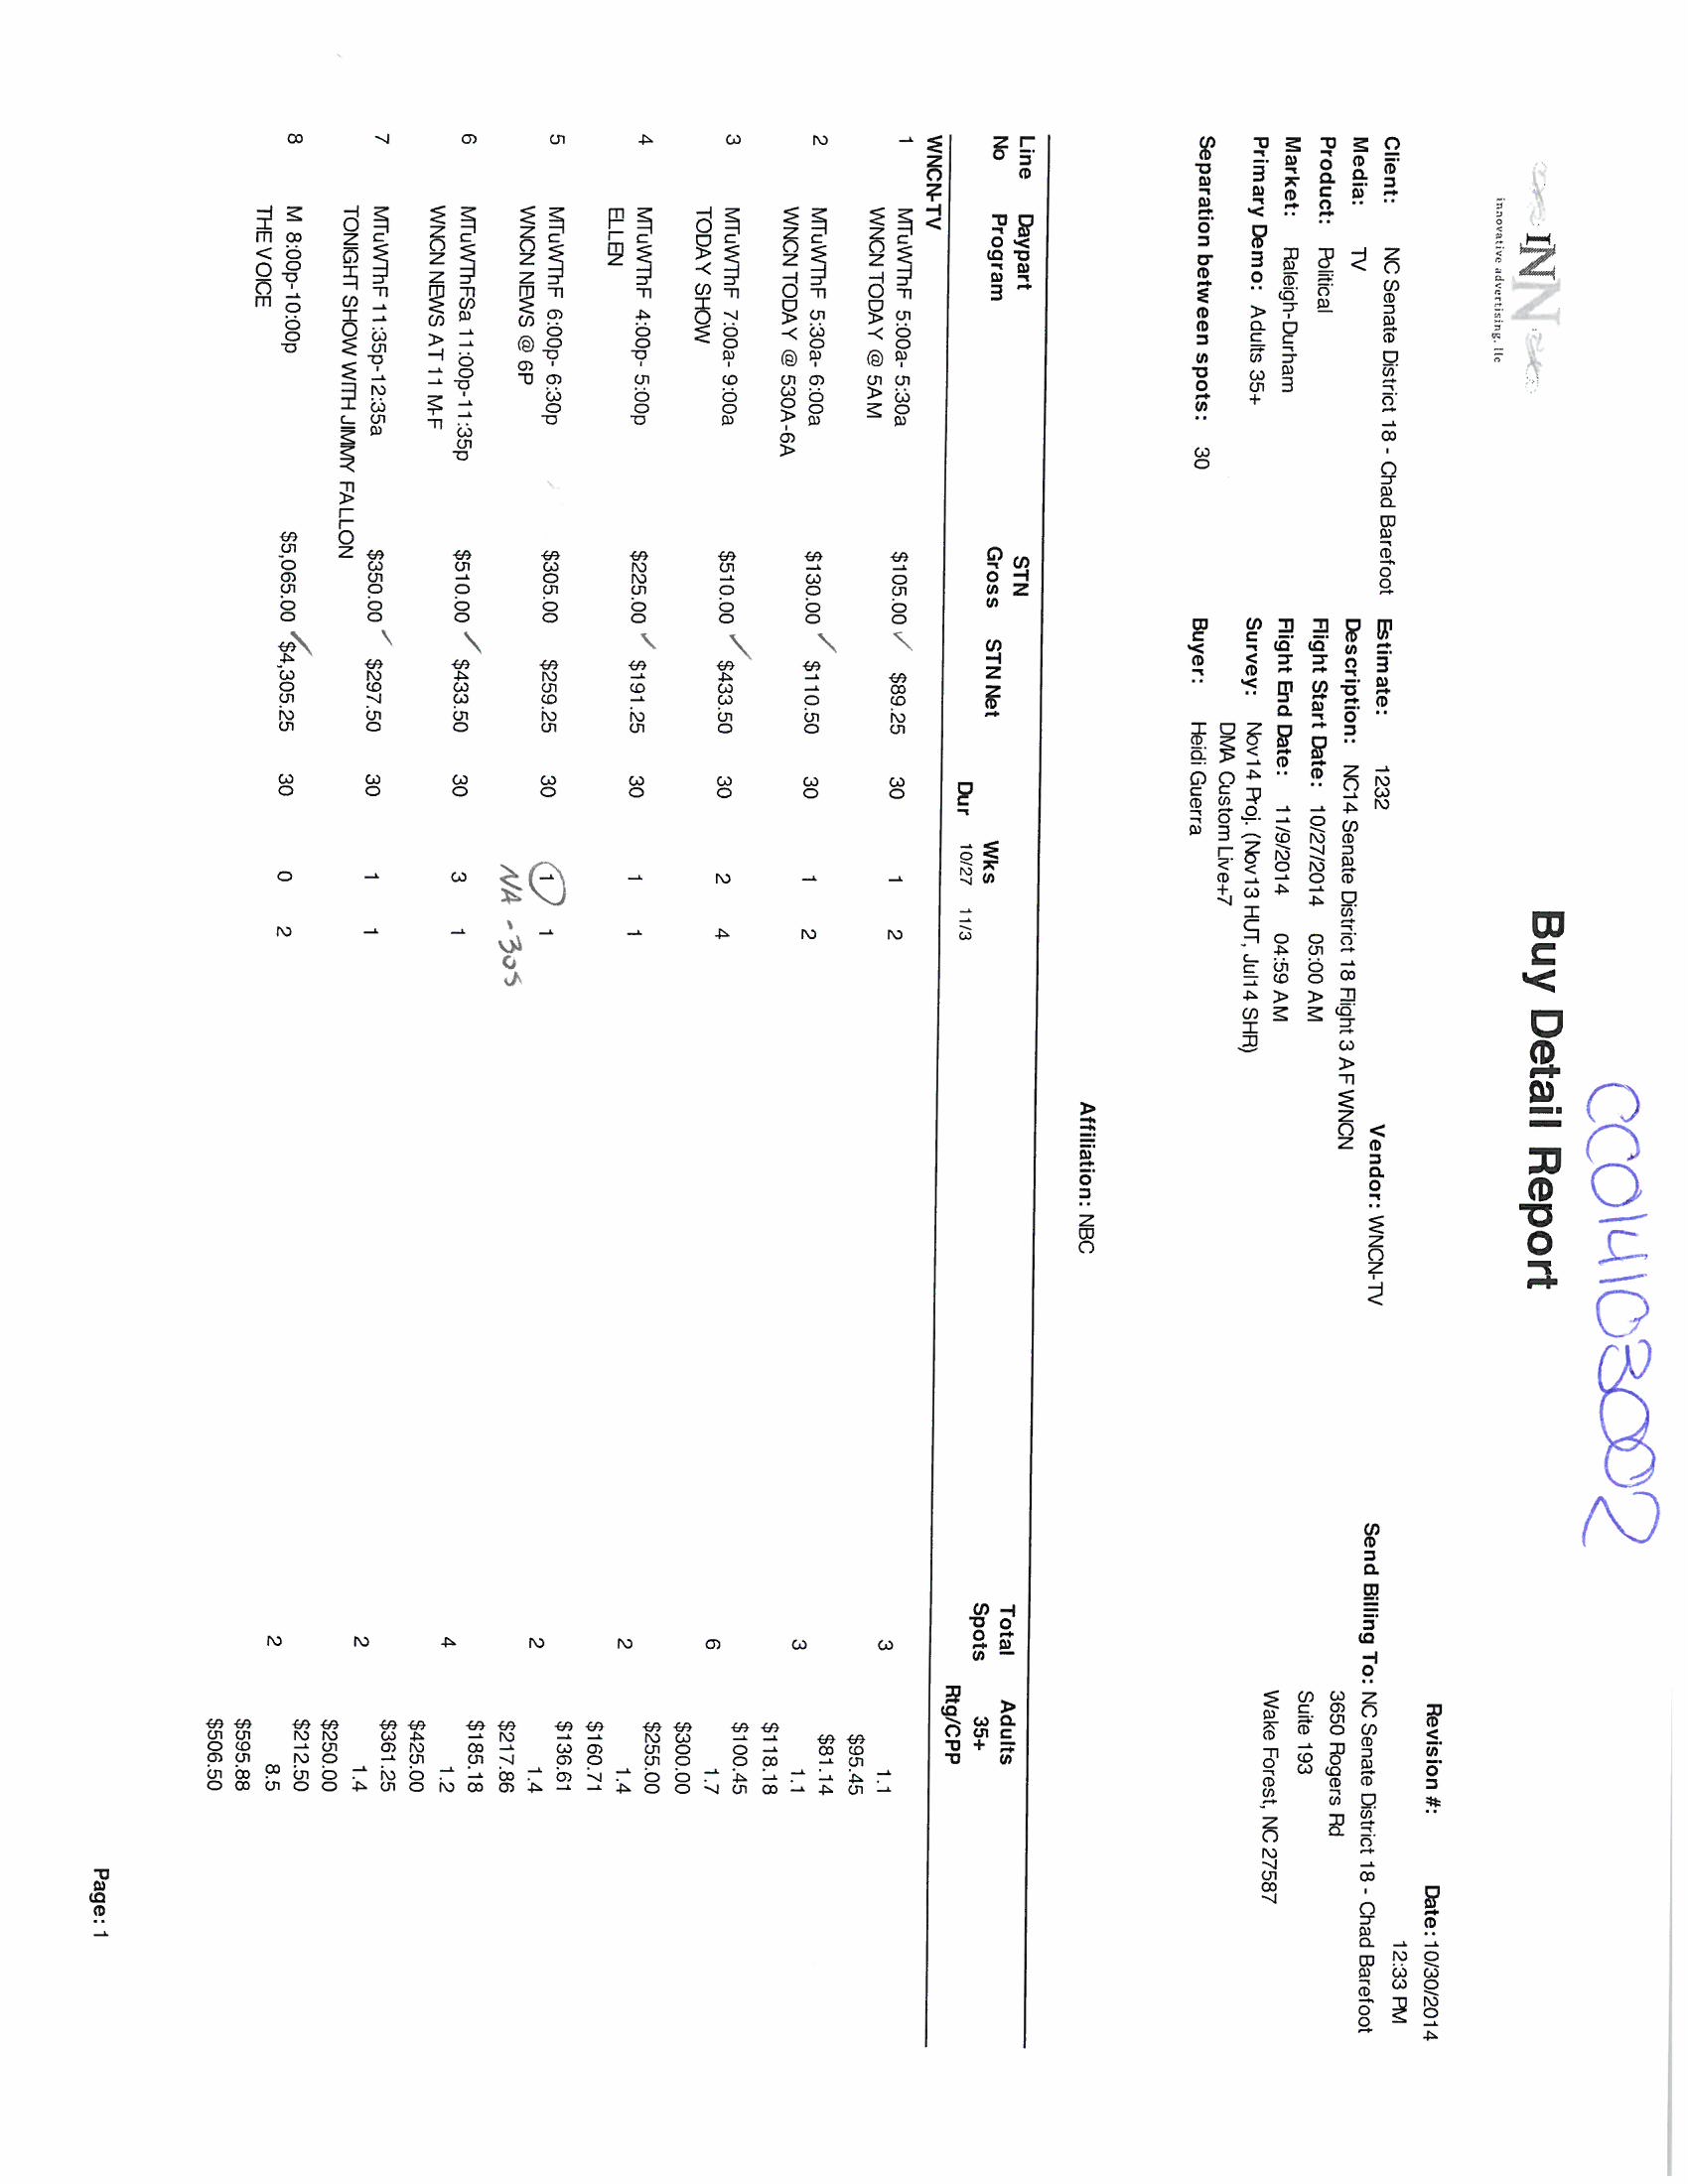 CC014103002
INN
innovative advertising, llc
Buy Detail Report
Revision #: Date: 10/30/2014
12:33 PM
Client: NC Senate District 18 - Chad Barefoot Estimate: 1232 Vendor: WNCN-TV Send Billing To: NC Senate District 18 - Chad Barefoot
Media: TV Description: NC14 Senate District 18 Flight 3 AF WNCN 3650 Rogers Rd
Product: Political Flight Start Date: 10/27/2014 05:00 AM Suite 193
Market: Raleigh-Durham Flight End Date: 11/9/2014 04:59 AM Wake Forest, NC 27587
Primary Demo: Adults 35+ Survey: Nov14 Proj. (Nov13 HUT, Jul14 SHR)
DMA Custom Live+7
Separation between spots: 30 Buyer: Heidi Guerra
Affiliation: NBC
Line Daypart STN Wks Total Adults
No Program Gross STN Net Dur 10/27 11/3 Spots 35+
Rtg/CPP
WNCN-TV
1 MTuWThF 5:00a- 5:30a $105.00 ✓ $89.25 30 1 2 3 1.1
WNCN TODAY @ 5AM $95.45
$81.14
2 MTuWThF 5:30a- 6:00a $130.00 ✓ $110.50 30 1 2 3 1.1
WNCN TODAY @ 530A-6A $118.18
$100.45
3 MTuWThF 7:00a- 9:00a $510.00 ✓ $433.50 30 2 4 6 1.7
TODAY SHOW $300.00
$255.00
4 MTuWThF 4:00p- 5:00p $225.00 ✓ $191.25 30 1 1 2 1.4
ELLEN $160.71
$136.61
5 MTuWThF 6:00p- 6:30p $305.00 $259.25 30 1 1 2 1.4
WNCN NEWS @ 6P NA - 305 $217.86
$185.18
6 MTuWThFSa 11:00p-11:35p $510.00 ✓ $433.50 30 3 1 4 1.2
WNCN NEWS AT 11 M-F $425.00
$361.25
7 MTuWThF 11:35p-12:35a $350.00 ✓ $297.50 30 1 1 2 1.4
TONIGHT SHOW WITH JIMMY FALLON $250.00
$212.50
8 M 8:00p-10:00p $5,065.00 ✓ $4,305.25 30 0 2 2 8.5
THE VOICE $595.88
$506.50
Page: 1